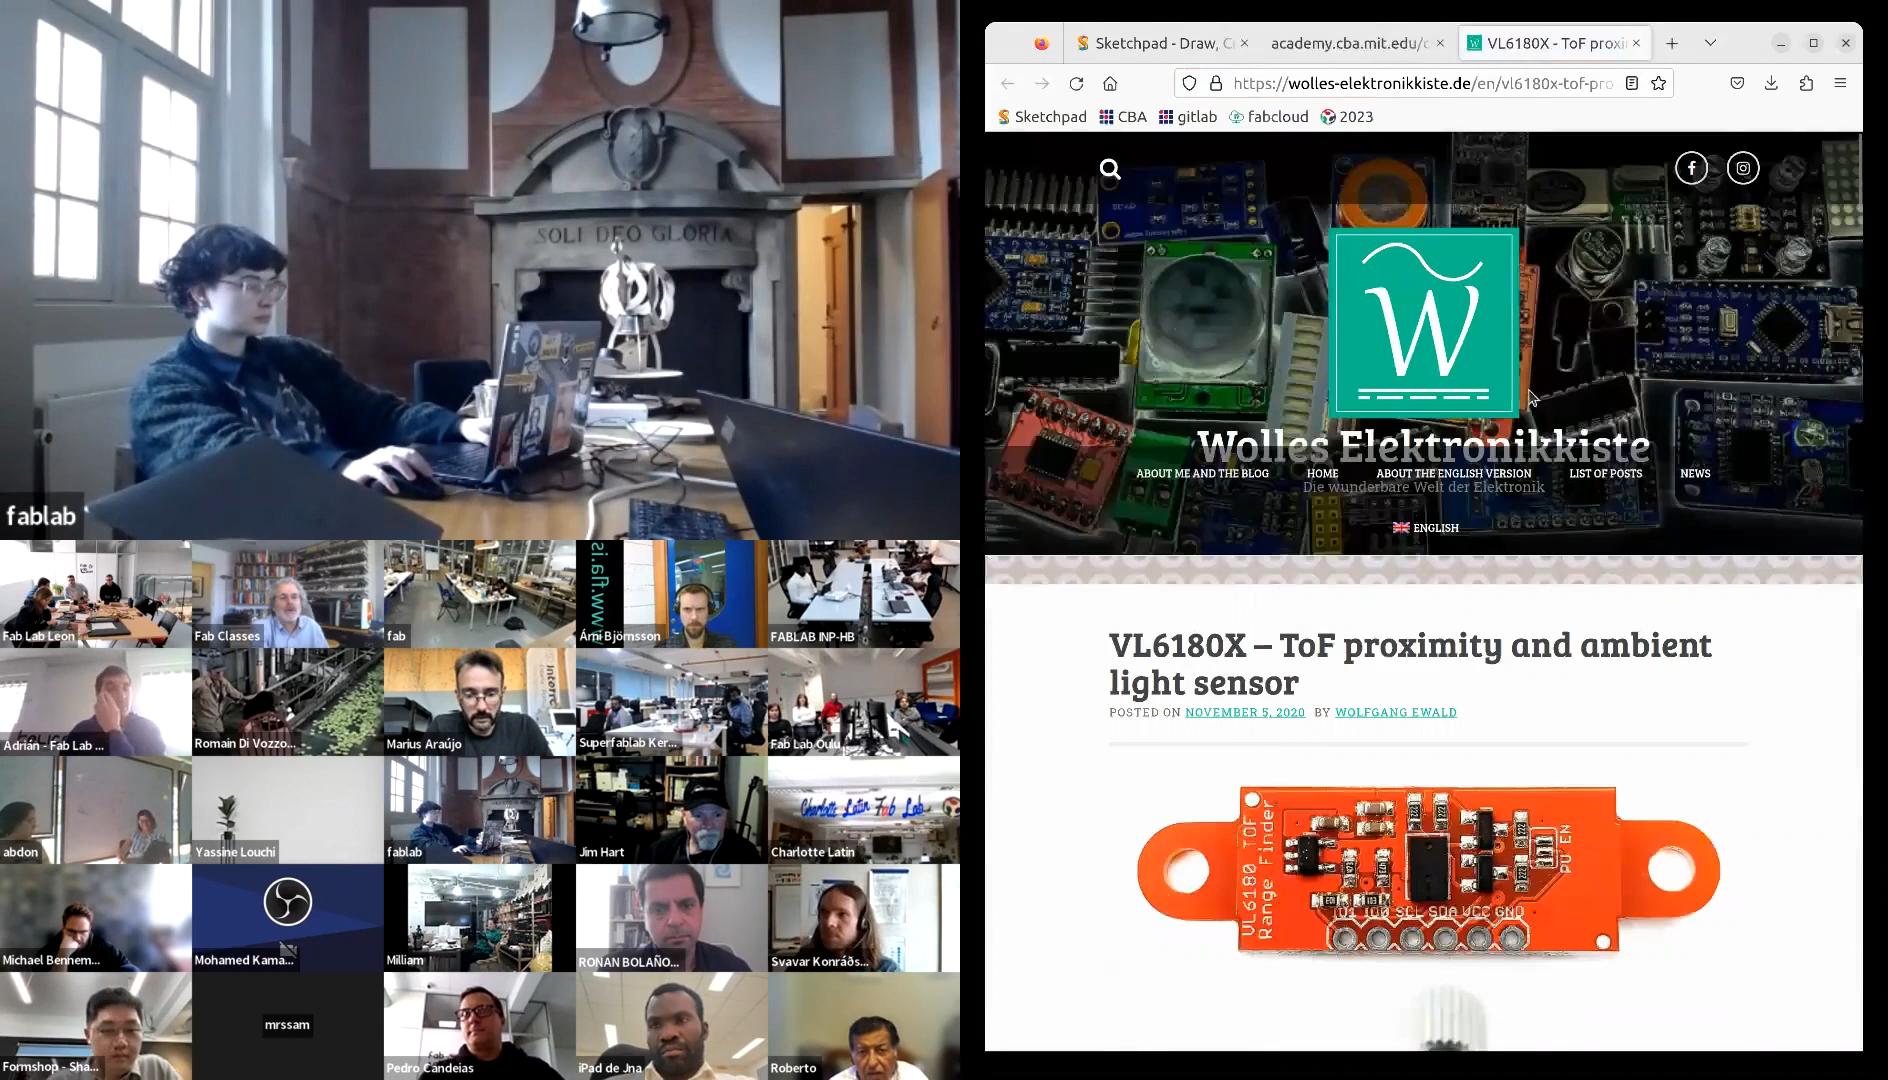 SOLI DEO GLORIA
fablab
Fab Lab Leon
Fab Classes
fab
Árni Björnsson
FABLAB INP-HB
Adrián - Fab Lab ...
Romain Di Vozzo...
Marius Araújo
Superfablab Ker...
Fab Lab Oulu
abdon
Yassine Louchi
fablab
Jim Hart
Charlotte Latin Fab Lab
Charlotte Latin
Michael Bennem...
Mohamed Kama...
Milliam
RONAN BOLAÑO...
Svavar Konráðs...
Formshop - Sha...
mrssam
Pedro Candeias
iPad de Jna
Roberto
Sketchpad - Draw, C
academy.cba.mit.edu/c
VL6180X - ToF proxi
https://wolles-elektronikkiste.de/en/vl6180x-tof-pro
Sketchpad
CBA
gitlab
fabcloud
2023
W
Wolles Elektronikkiste
ABOUT ME AND THE BLOG
HOME
ABOUT THE ENGLISH VERSION
LIST OF POSTS
NEWS
Die wunderbare Welt der Elektronik
ENGLISH
VL6180X – ToF proximity and ambient
light sensor
POSTED ON NOVEMBER 5, 2020 BY WOLFGANG EWALD
VL6180 TOF
Range Finder
PU EN
IO1 IO0 SCL SDA VCC GND